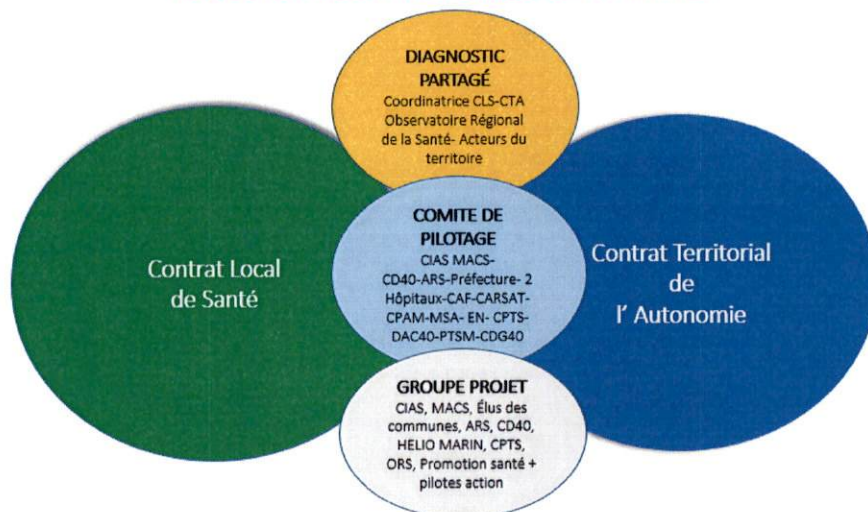 DIAGNOSTIC
PARTAGÉ
Coordinatrice CLS-CTA
Observatoire Régional
de la Santé- Acteurs du
territoire
COMITE DE
PILOTAGE
CIAS MACS-
CD40-ARS-Préfecture- 2
Hôpitaux-CAF-CARSAT-
CPAM-MSA- EN- CPTS-
DAC40-PTSM-CDG40
Contrat Local
de Santé
Contrat Territorial
de
l' Autonomie
GROUPE PROJET
CIAS, MACS, Élus des
communes, ARS, CD40,
HELIO MARIN, CPTS,
ORS, Promotion santé +
pilotes action